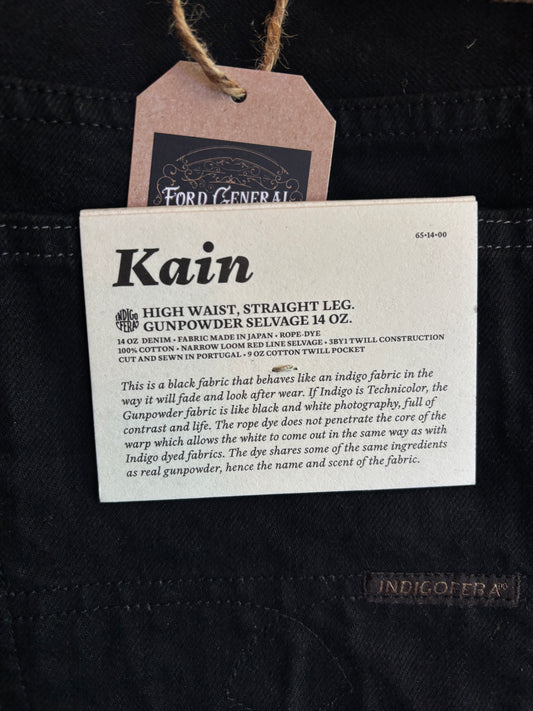 FORD GENERAL
Kain
65•14•00
INDIGO
FERA
HIGH WAIST, STRAIGHT LEG.
GUNPOWDER SELVAGE 14 OZ.
14 OZ DENIM • FABRIC MADE IN JAPAN • ROPE-DYE
100% COTTON • NARROW LOOM RED LINE SELVAGE • 3BY1 TWILL CONSTRUCTION
CUT AND SEWN IN PORTUGAL • 9 OZ COTTON TWILL POCKET
This is a black fabric that behaves like an indigo fabric in the
way it will fade and look after wear. If Indigo is Technicolor, the
Gunpowder fabric is like black and white photography, full of
contrast and life. The rope dye does not penetrate the core of the
warp which allows the white to come out in the same way as with
Indigo dyed fabrics. The dye shares some of the same ingredients
as real gunpowder, hence the name and scent of the fabric.
INDIGOFERA®